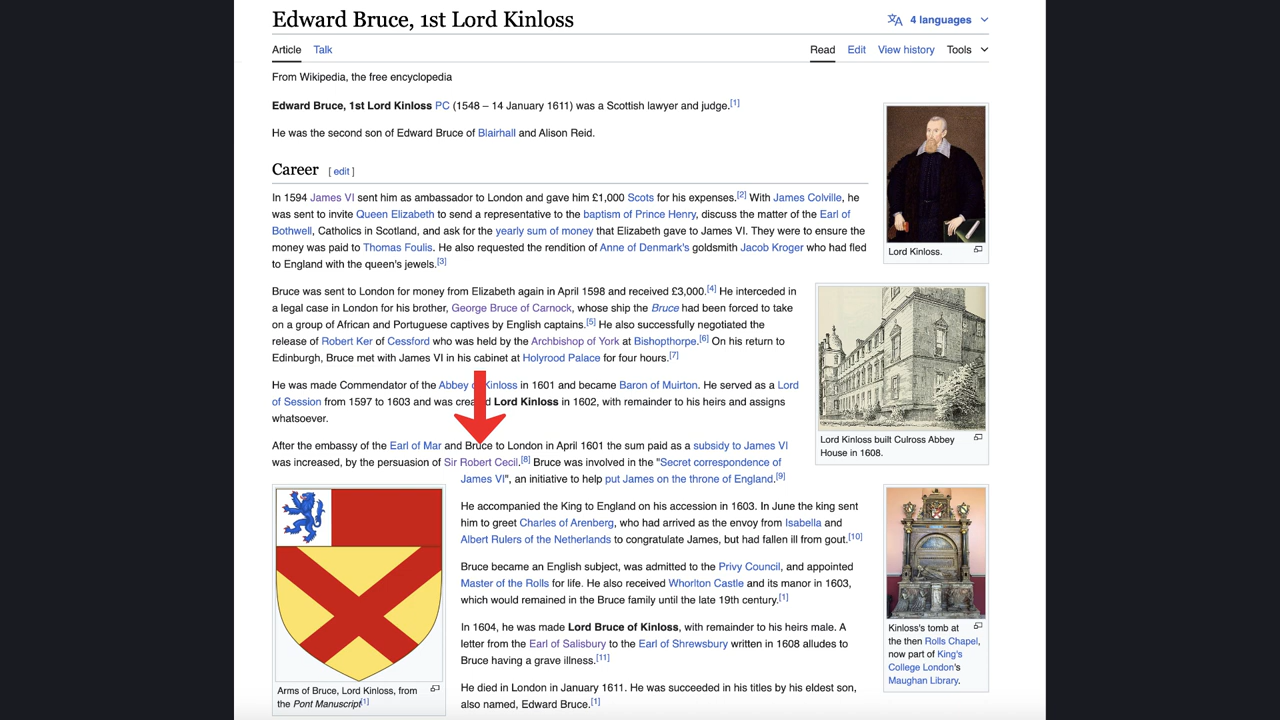 Edward Bruce, 1st Lord Kinloss
4 languages
Article Talk
Read Edit View history Tools
From Wikipedia, the free encyclopedia
Edward Bruce, 1st Lord Kinloss PC (1548 – 14 January 1611) was a Scottish lawyer and judge.[1]
He was the second son of Edward Bruce of Blairhall and Alison Reid.
Lord Kinloss.
Career [ edit ]
In 1594 James VI sent him as ambassador to London and gave him £1,000 Scots for his expenses.[2] With James Colville, he
was sent to invite Queen Elizabeth to send a representative to the baptism of Prince Henry, discuss the matter of the Earl of
Bothwell, Catholics in Scotland, and ask for the yearly sum of money that Elizabeth gave to James VI. They were to ensure the
money was paid to Thomas Foulis. He also requested the rendition of Anne of Denmark's goldsmith Jacob Kroger who had fled
to England with the queen's jewels.[3]
Bruce was sent to London for money from Elizabeth again in April 1598 and received £3,000.[4] He interceded in
a legal case in London for his brother, George Bruce of Carnock, whose ship the Bruce had been forced to take
on a group of African and Portuguese captives by English captains.[5] He also successfully negotiated the
release of Robert Ker of Cessford who was held by the Archbishop of York at Bishopthorpe.[6] On his return to
Edinburgh, Bruce met with James VI in his cabinet at Holyrood Palace for four hours.[7]
He was made Commendator of the Abbey Kinloss in 1601 and became Baron of Muirton. He served as a Lord
of Session from 1597 to 1603 and was Lord Kinloss in 1602, with remainder to his heirs and assigns
whatsoever.
Lord Kinloss built Culross Abbey
House in 1608.
After the embassy of the Earl of Mar and Bruce to London in April 1601 the sum paid as a subsidy to James VI
was increased, by the persuasion of Sir Robert Cecil.[8] Bruce was involved in the "Secret correspondence of
James VI", an initiative to help put James on the throne of England.[9]
He accompanied the King to England on his accession in 1603. In June the king sent
him to greet Charles of Arenberg, who had arrived as the envoy from Isabella and
Albert Rulers of the Netherlands to congratulate James, but had fallen ill from gout.[10]
Bruce became an English subject, was admitted to the Privy Council, and appointed
Master of the Rolls for life. He also received Whorlton Castle and its manor in 1603,
which would remained in the Bruce family until the late 19th century.[1]
In 1604, he was made Lord Bruce of Kinloss, with remainder to his heirs male. A
letter from the Earl of Salisbury to the Earl of Shrewsbury written in 1608 alludes to
Bruce having a grave illness.[11]
He died in London in January 1611. He was succeeded in his titles by his eldest son,
also named, Edward Bruce.[1]
Arms of Bruce, Lord Kinloss, from
the Pont Manuscript[1]
Kinloss's tomb at
the then Rolls Chapel,
now part of King's
College London's
Maughan Library.